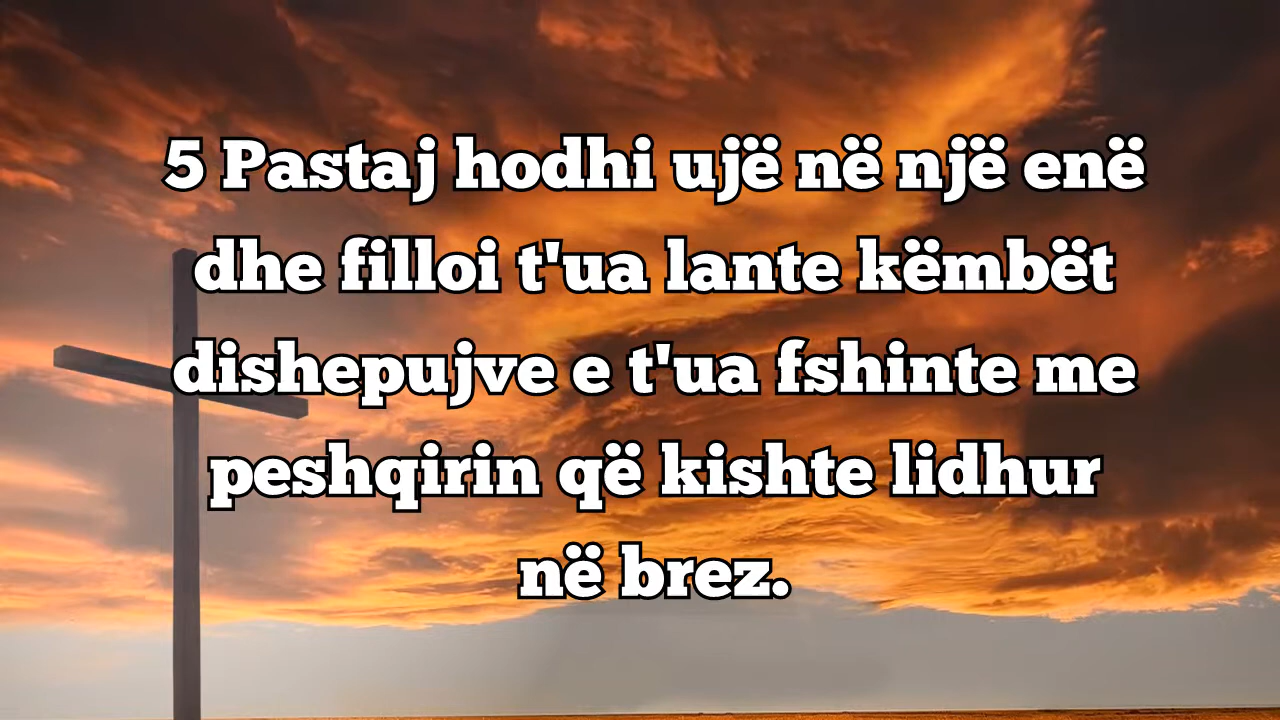 5 Pastaj hodhi ujë në një enë
dhe filloi t'ua lante këmbët
dishepujve e t'ua fshinte me
peshqirin që kishte lidhur
në brez.